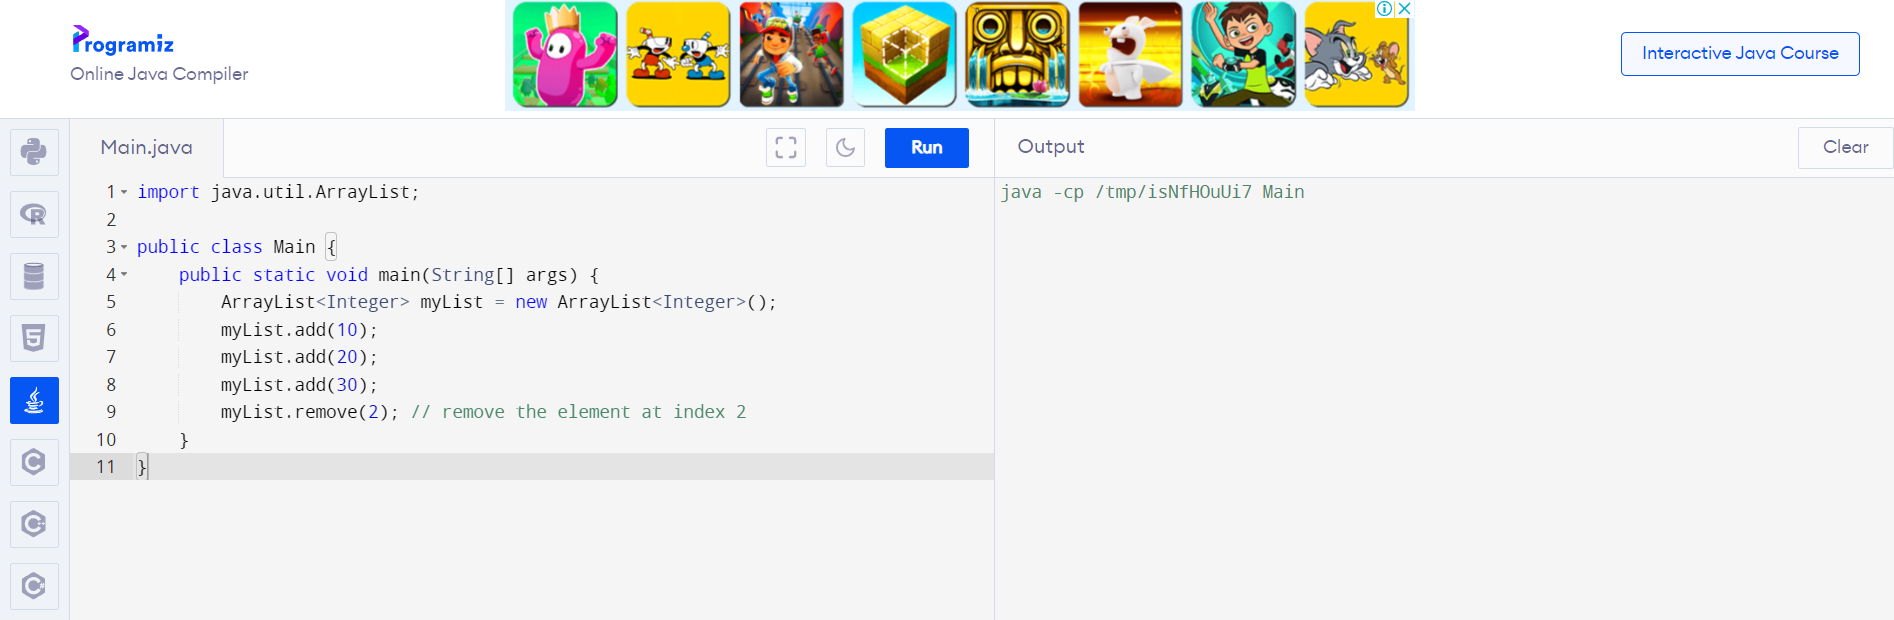 Programiz
Online Java Compiler
Interactive Java Course
Main.java
Run
Output
Clear
1 import java.util.ArrayList;
2
3 public class Main {
4 public static void main(String[] args) {
5 ArrayList<Integer> myList = new ArrayList<Integer>();
6 myList.add(10);
7 myList.add(20);
8 myList.add(30);
9 myList.remove(2); // remove the element at index 2
10 }
11 }
java -cp /tmp/isNfHOuUi7 Main